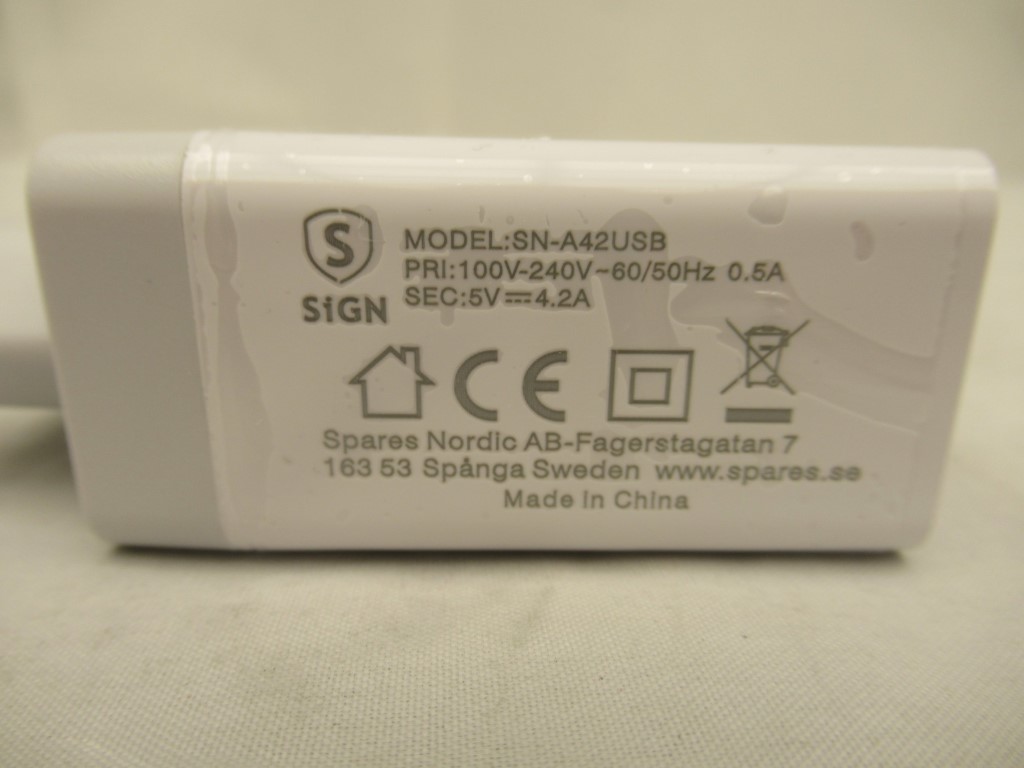 S
SiGN
MODEL:SN-A42USB
PRI:100V-240V~60/50Hz 0.5A
SEC:5V⎓4.2A
CE
Spares Nordic AB-Fagerstagatan 7
163 53 Spånga Sweden www.spares.se
Made in China